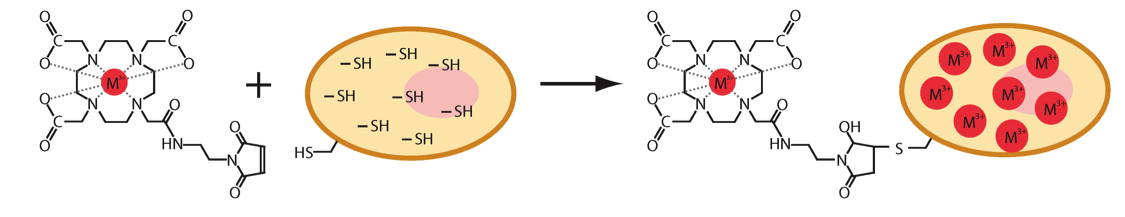 O O
C C
N N
O M³⁺ O
O N N O
C HN
O O
N
O
+
–SH
–SH
–SH
–SH
–SH
–SH
–SH
–SH
HS
O O
C C
N N
O M³⁺ O
O N N O
C HN
O OH
N S
O
M³⁺
M³⁺
M³⁺
M³⁺
M³⁺
M³⁺
M³⁺
M³⁺